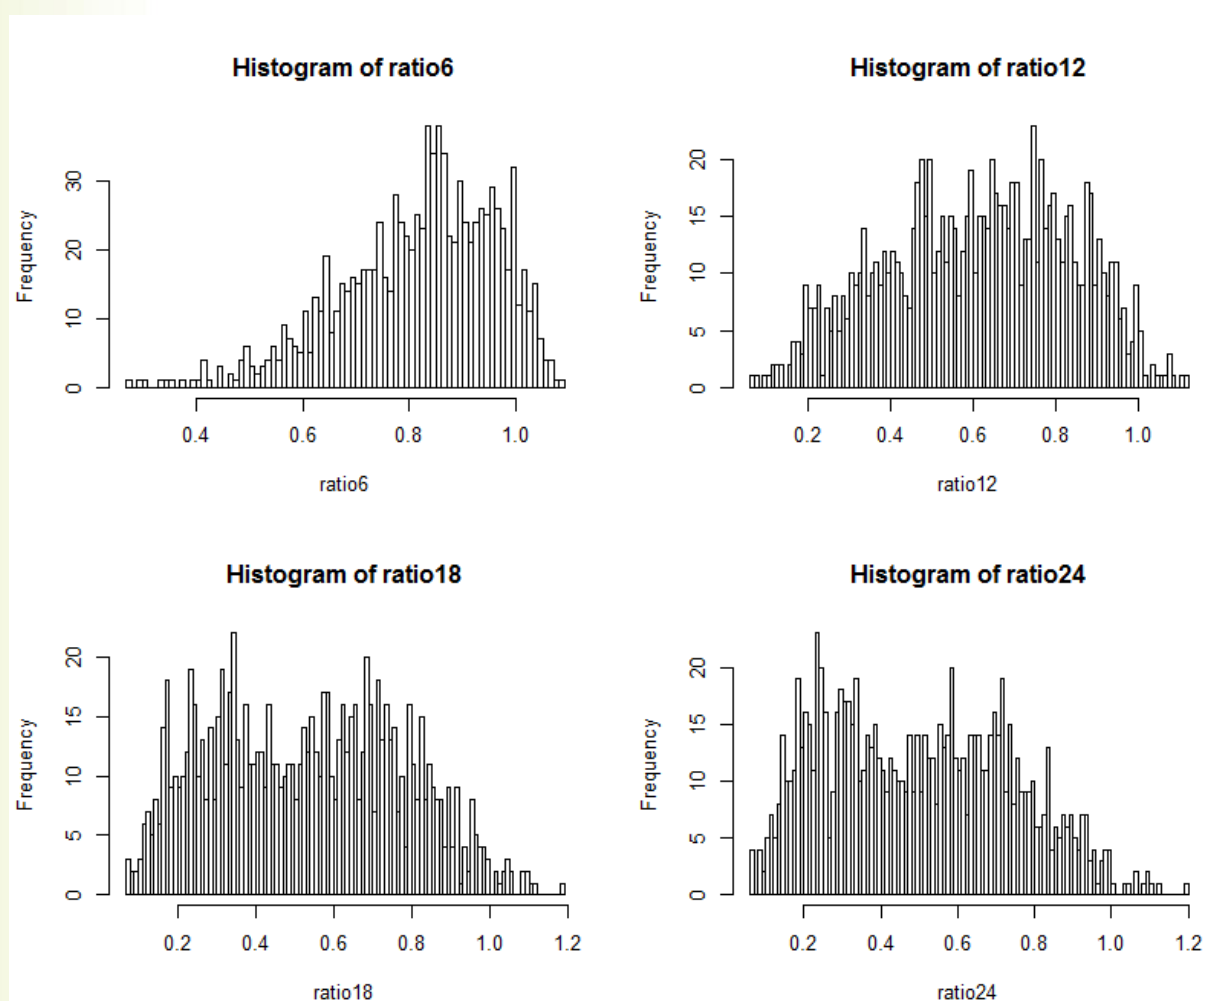 Histogram of ratio6
Frequency
0
10
20
30
0.4 0.6 0.8 1.0
ratio6
Histogram of ratio12
Frequency
0
5
10
15
20
0.2 0.4 0.6 0.8 1.0
ratio12
Histogram of ratio18
Frequency
0
5
10
15
20
0.2 0.4 0.6 0.8 1.0 1.2
ratio18
Histogram of ratio24
Frequency
0
5
10
15
20
0.2 0.4 0.6 0.8 1.0 1.2
ratio24